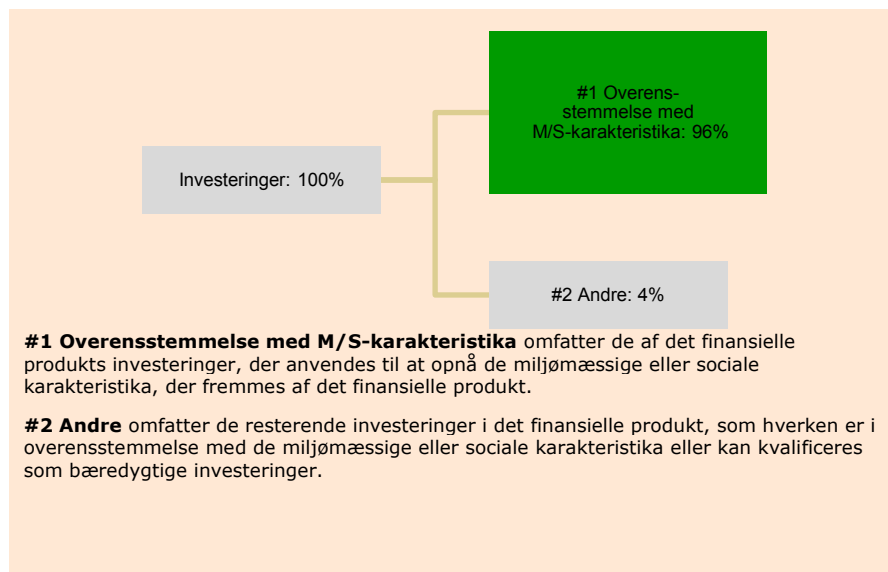 #1 Overens-
stemmelse med
M/S-karakteristika: 96%
Investeringer: 100%
#2 Andre: 4%
#1 Overensstemmelse med M/S-karakteristika omfatter de af det finansielle
produkts investeringer, der anvendes til at opnå de miljømæssige eller sociale
karakteristika, der fremmes af det finansielle produkt.
#2 Andre omfatter de resterende investeringer i det finansielle produkt, som hverken er i
overensstemmelse med de miljømæssige eller sociale karakteristika eller kan kvalificeres
som bæredygtige investeringer.